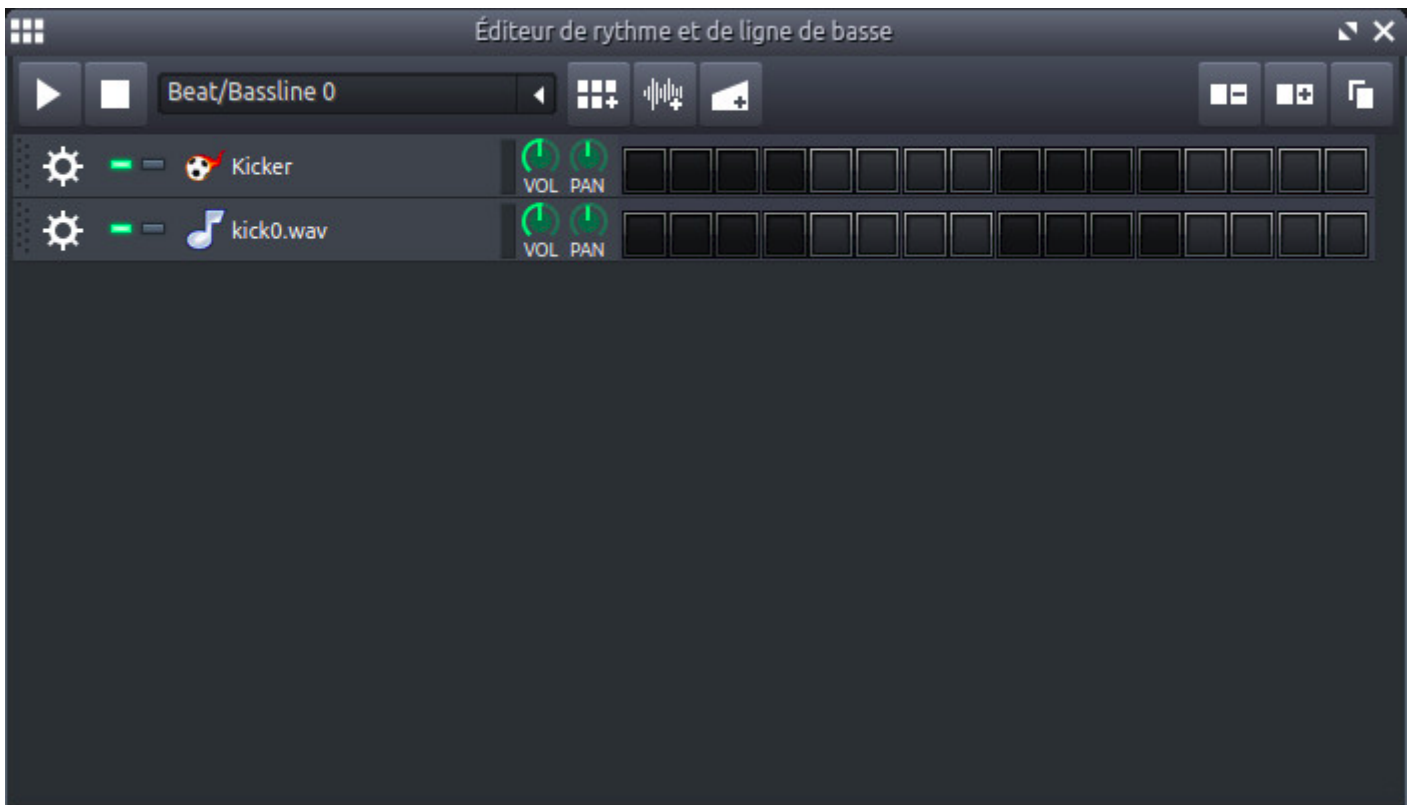 Éditeur de rythme et de ligne de basse
Beat/Bassline 0
Kicker VOL PAN
kick0.wav VOL PAN